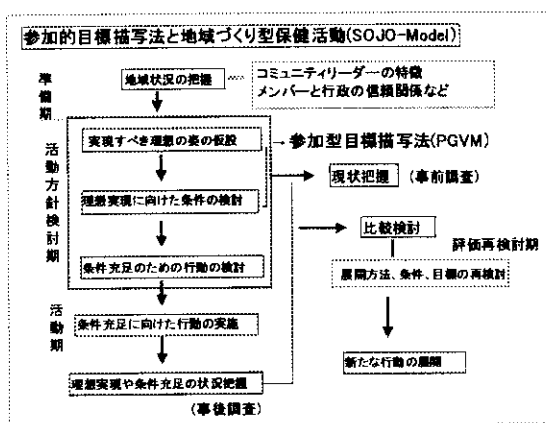 参加的目標描写法と地域づくり型保健活動(SOJO-Model)
準備期
地域状況の把握
コミュニティリーダーの特徴
メンバーと行政の信頼関係など
活動方針検討期
実現すべき理想の姿の仮設
→参加型目標描写法(PGVM)
現状把握
(事前調査)
理想実現に向けた条件の検討
比較検討
評価再検討期
条件充足のための行動の検討
展開方法、条件、目標の再検討
活動期
条件充足に向けた行動の実施
新たな行動の展開
理想実現や条件充足の状況把握
(事後調査)